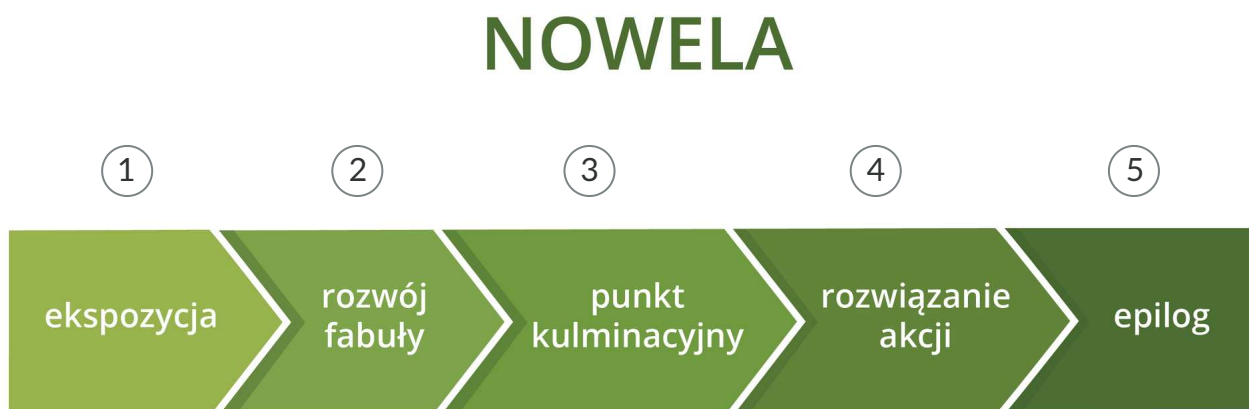 NOWELA
1
2
3
4
5
ekspozycja
rozwój
fabuły
punkt
kulminacyjny
rozwiązanie
akcji
epilog